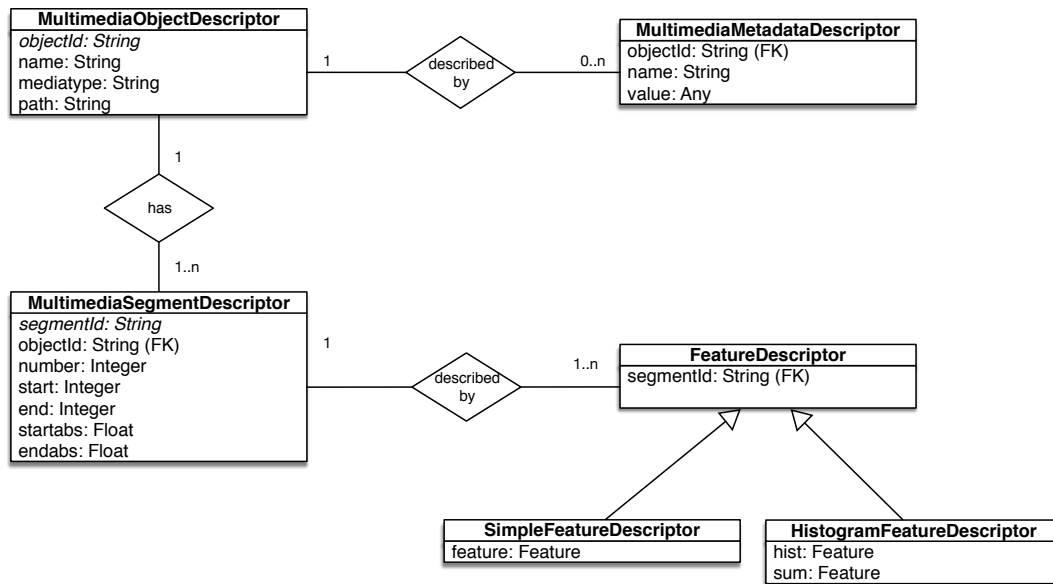 MultimediaObjectDescriptor
objectId: String
name: String
mediatype: String
path: String
1
described
by
0..n
MultimediaMetadataDescriptor
objectId: String (FK)
name: String
value: Any
1
has
1..n
MultimediaSegmentDescriptor
segmentId: String
objectId: String (FK)
number: Integer
start: Integer
end: Integer
startabs: Float
endabs: Float
1
described
by
1..n
FeatureDescriptor
segmentId: String (FK)
SimpleFeatureDescriptor
feature: Feature
HistogramFeatureDescriptor
hist: Feature
sum: Feature